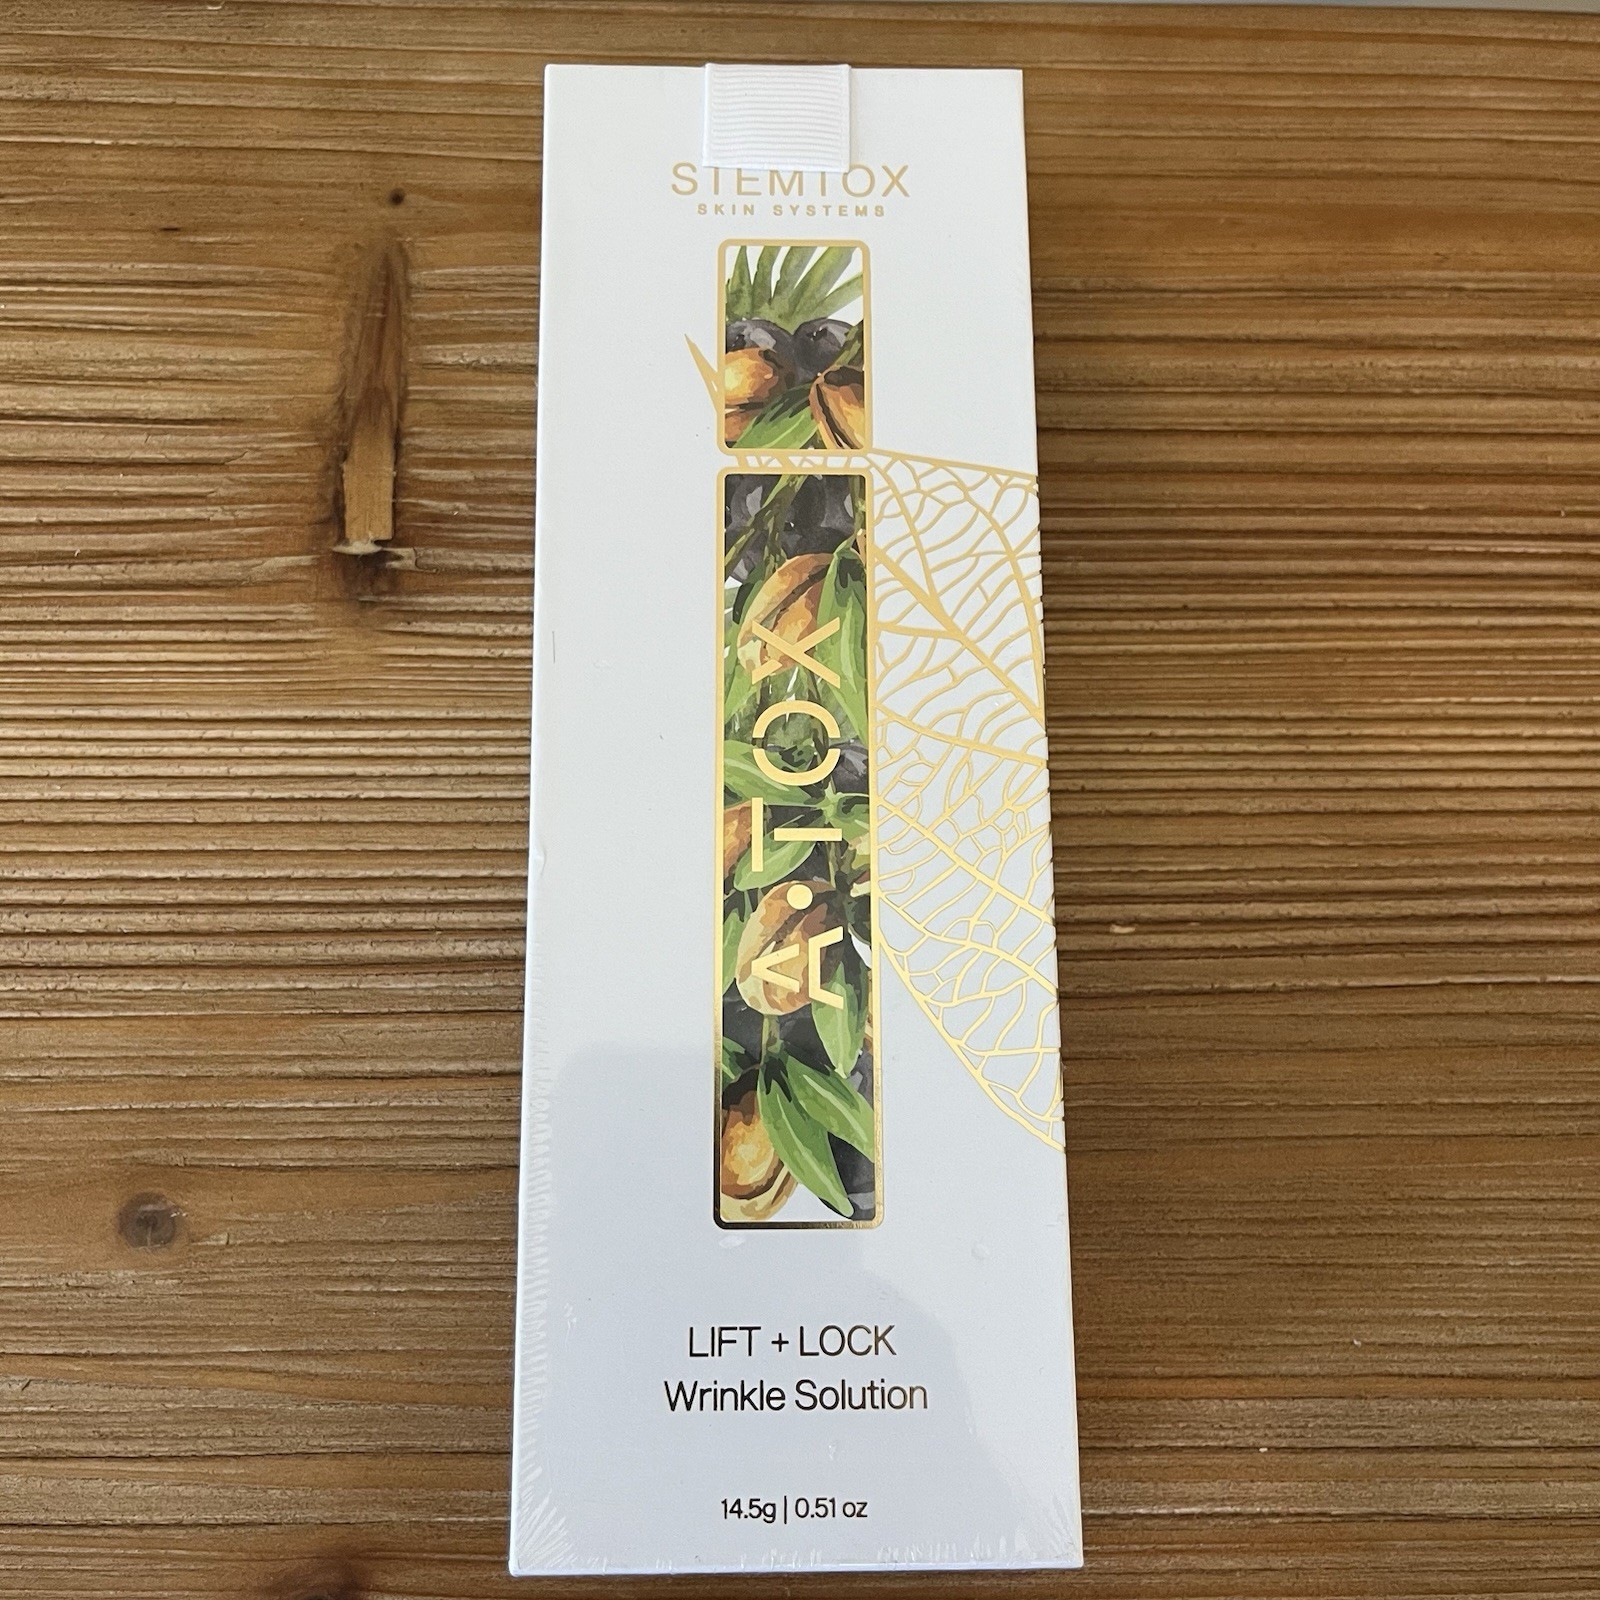 STEMTOX
SKIN SYSTEMS
A•TOX
LIFT + LOCK
Wrinkle Solution
14.5g | 0.51 oz